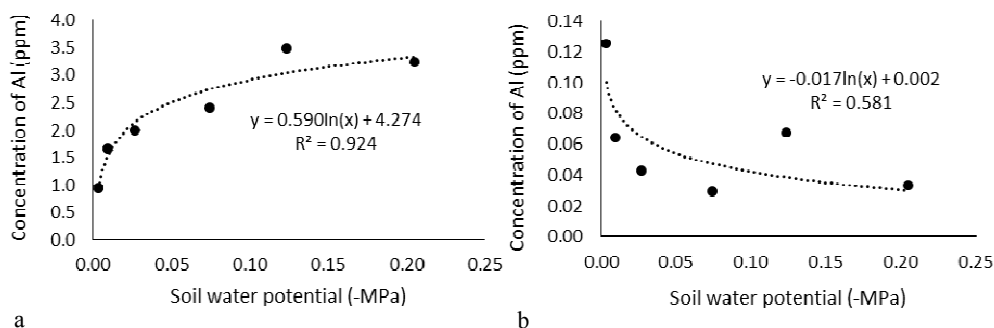 Concentration of Al (ppm)
4.0
3.5
3.0
2.5
2.0
1.5
1.0
0.5
0.0
y = 0.590ln(x) + 4.274
R² = 0.924
0.00 0.05 0.10 0.15 0.20 0.25
Soil water potential (-MPa)
a
Concentration of Al (ppm)
0.14
0.12
0.10
0.08
0.06
0.04
0.02
0.00
y = -0.017ln(x) + 0.002
R² = 0.581
0.00 0.05 0.10 0.15 0.20 0.25
Soil water potential (-MPa)
b